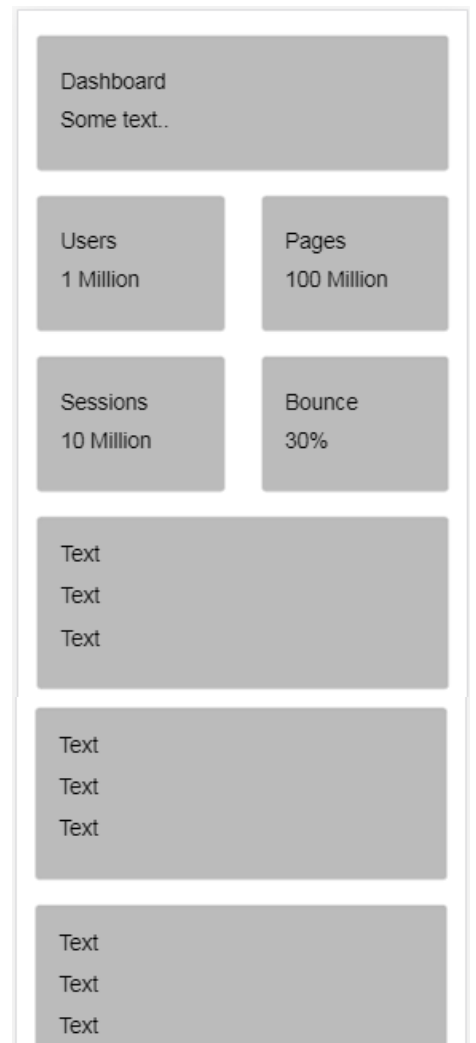 Dashboard
Some text..
Users
1 Million
Pages
100 Million
Sessions
10 Million
Bounce
30%
Text
Text
Text
Text
Text
Text
Text
Text
Text